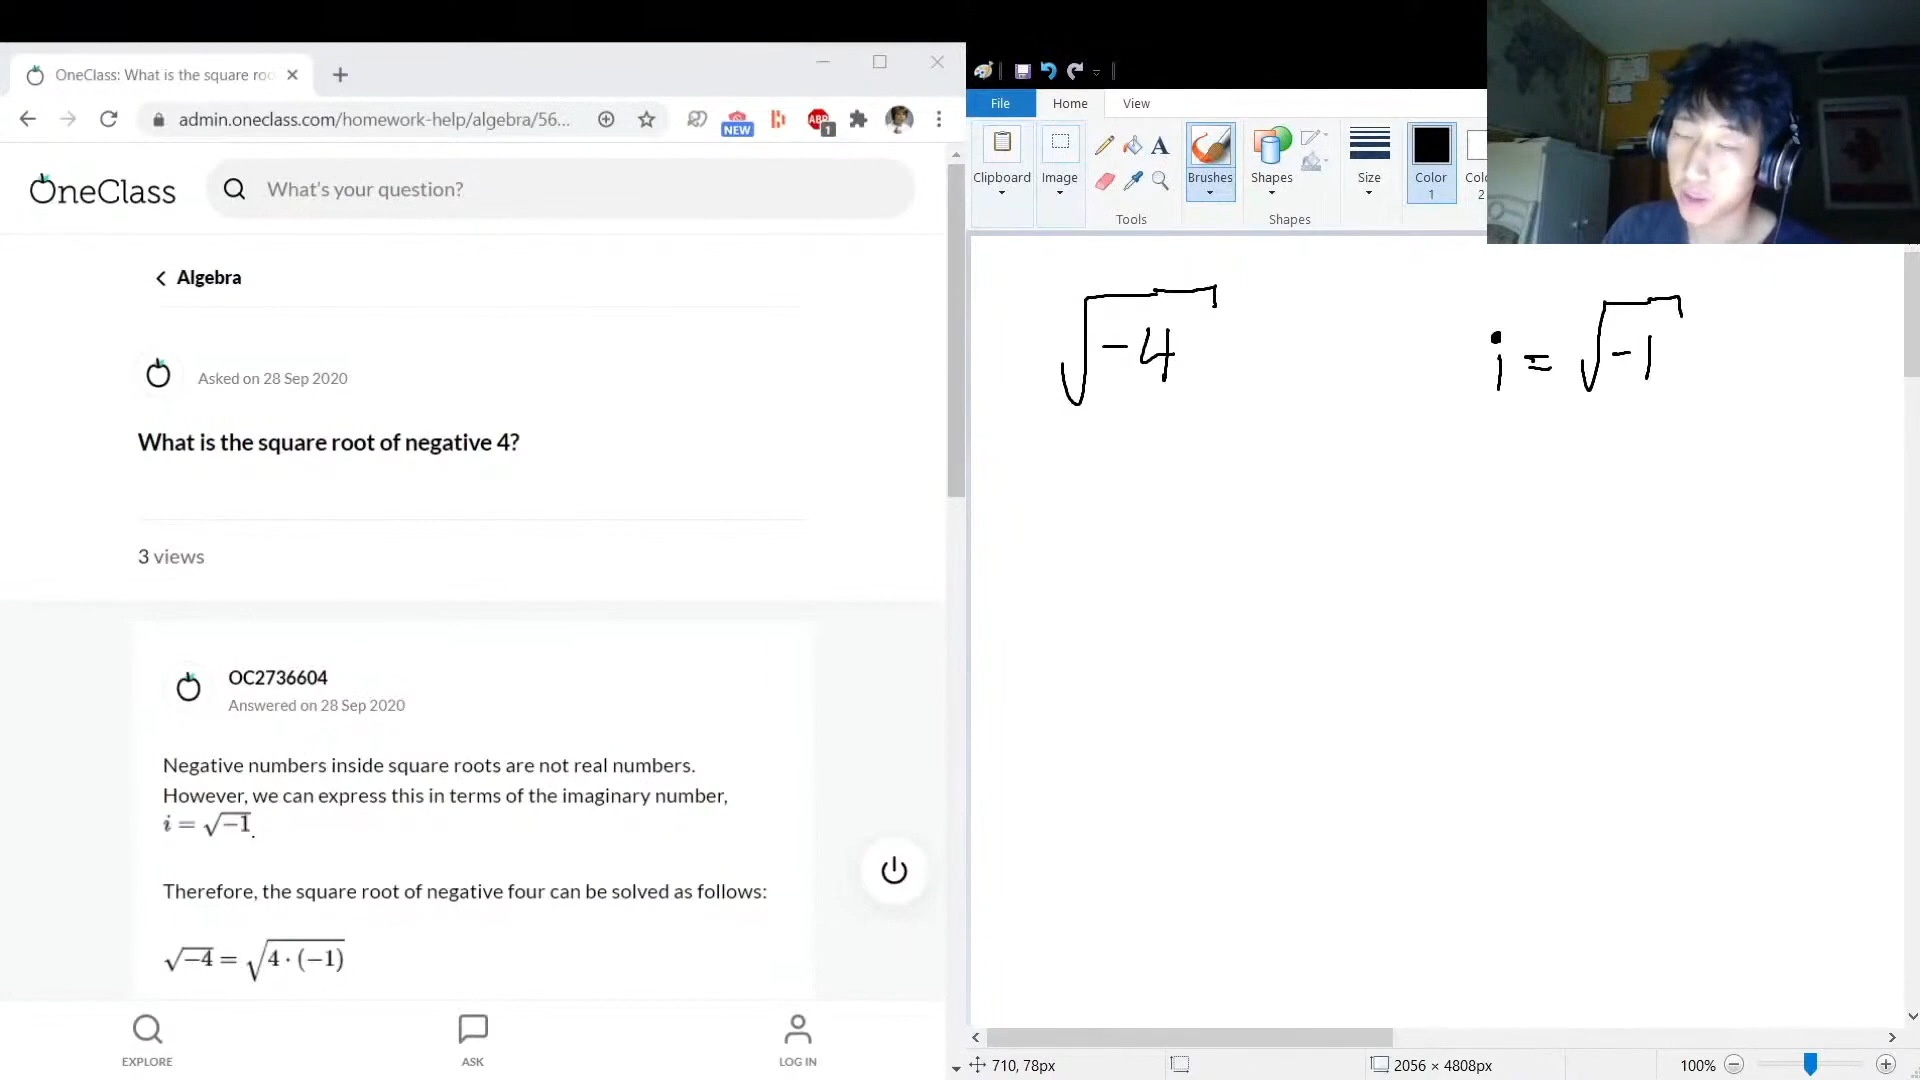 OneClass: What is the square roo
admin.oneclass.com/homework-help/algebra/56...
NEW
ABP
1
OneClass
What's your question?
Algebra
Asked on 28 Sep 2020
What is the square root of negative 4?
3 views
OC2736604
Answered on 28 Sep 2020
Negative numbers inside square roots are not real numbers.
However, we can express this in terms of the imaginary number,
i = √−1.
Therefore, the square root of negative four can be solved as follows:
√−4 = √4 · (−1)
EXPLORE
ASK
LOG IN
File
Home
View
Clipboard
Image
A
Tools
Brushes
Shapes
Shapes
Size
Color
1
Colo
2
√-4
i = √-1
710, 78px
2056 × 4808px
100%